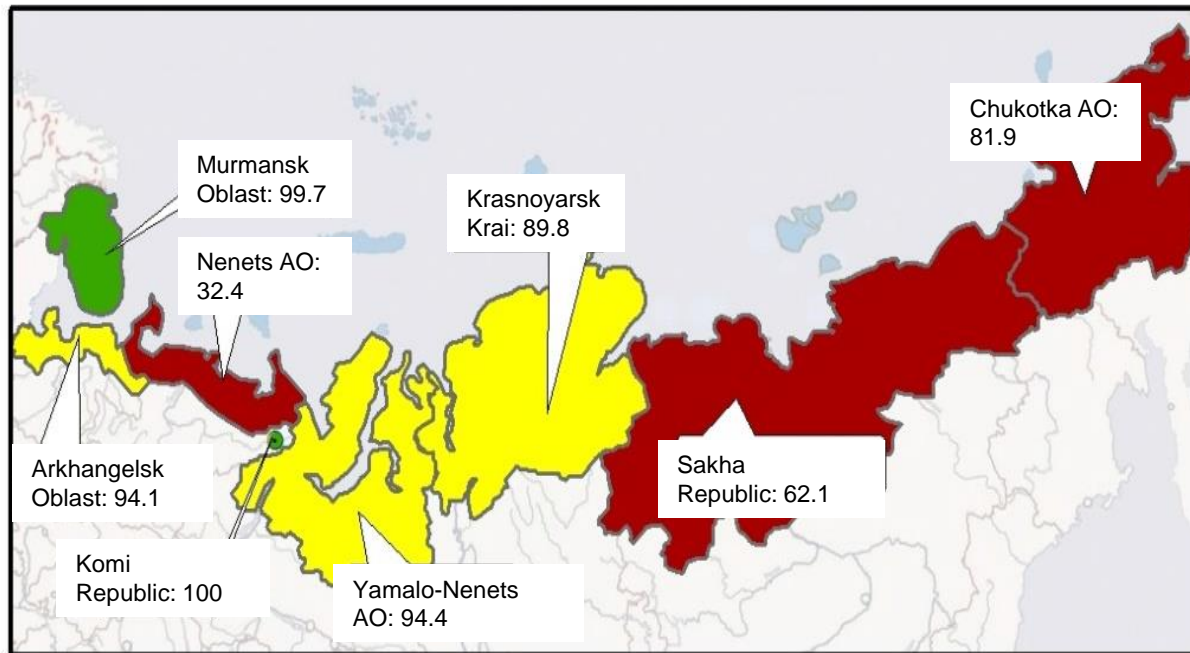 Chukotka AO:
81.9
Murmansk
Oblast: 99.7
Krasnoyarsk
Krai: 89.8
Nenets AO:
32.4
Arkhangelsk
Oblast: 94.1
Sakha
Republic: 62.1
Komi
Republic: 100
Yamalo-Nenets
AO: 94.4